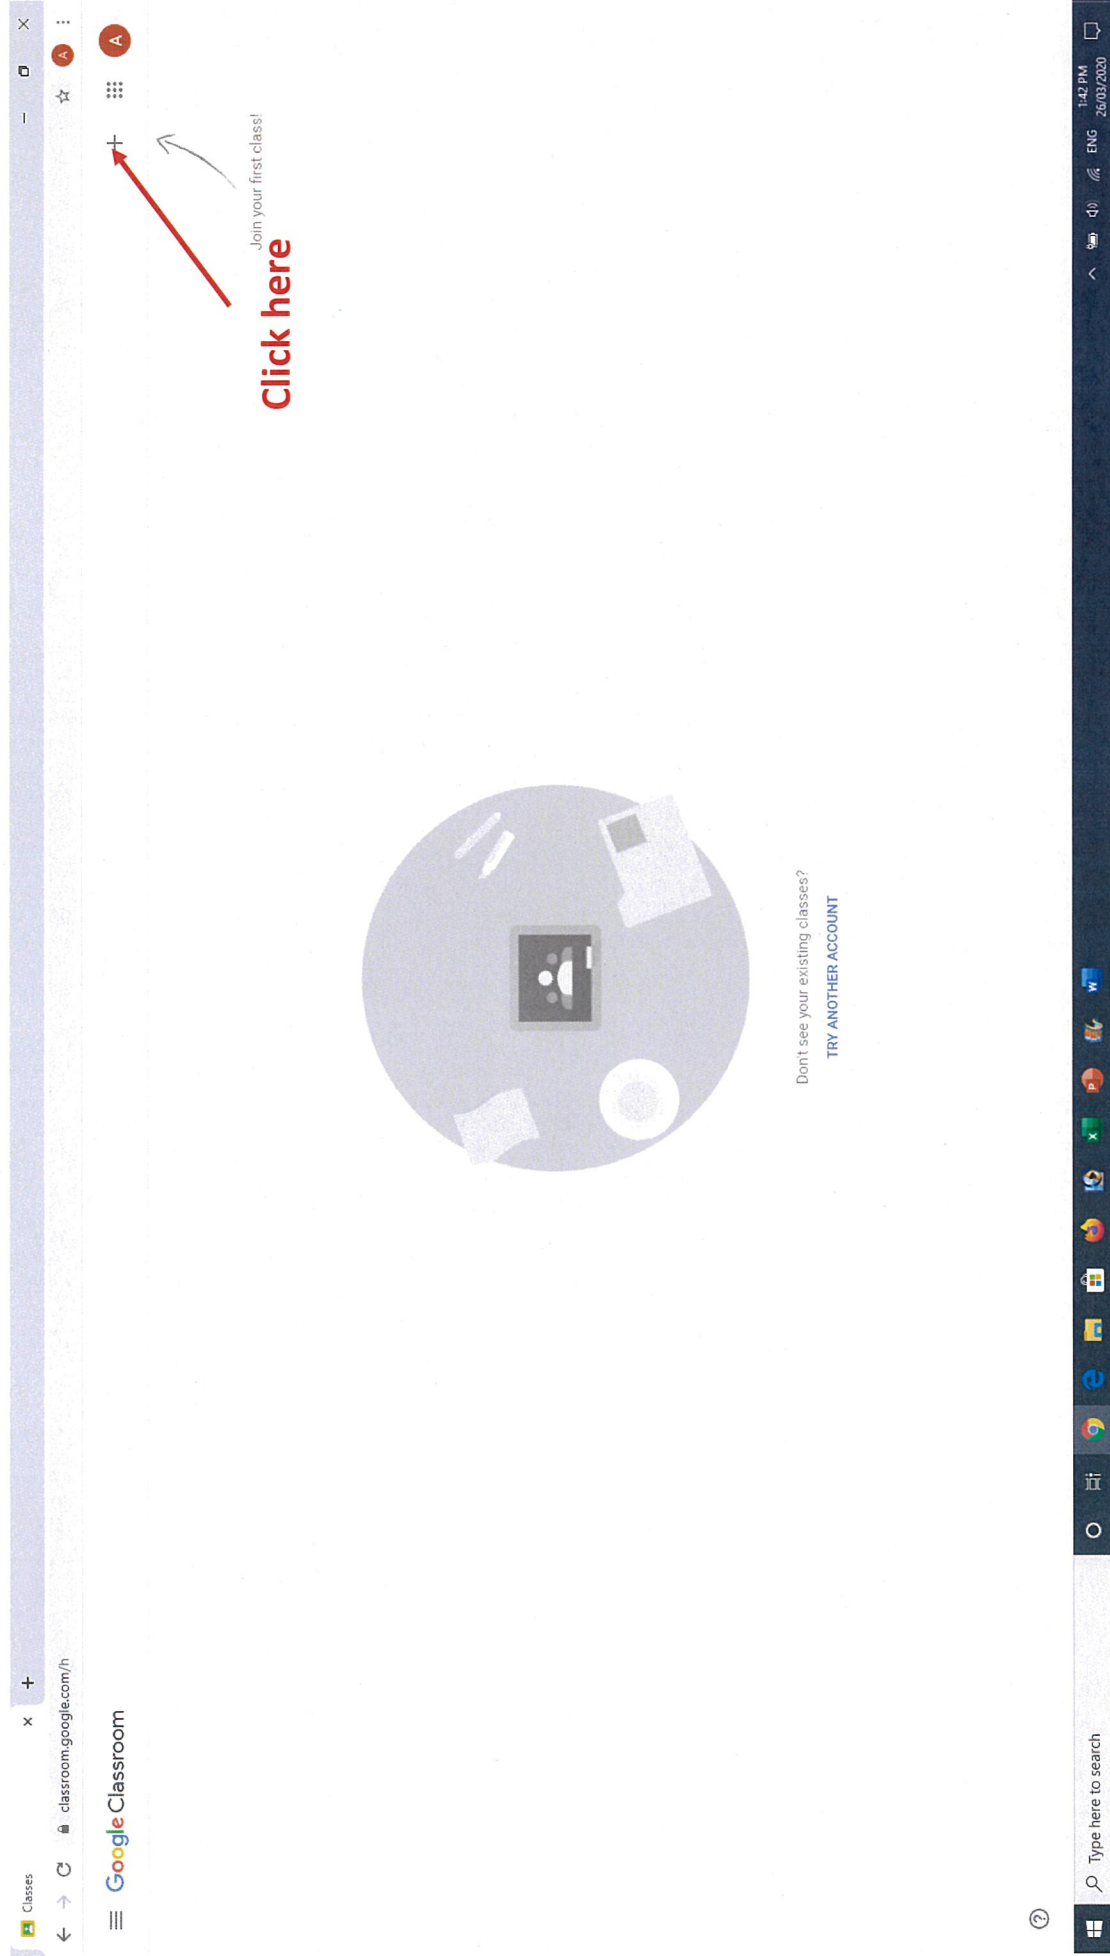 Classes
classroom.google.com/h
A
Google Classroom
A
Join your first class!
Click here
Don't see your existing classes?
TRY ANOTHER ACCOUNT
Type here to search
ENG
1:42 PM
26/03/2020